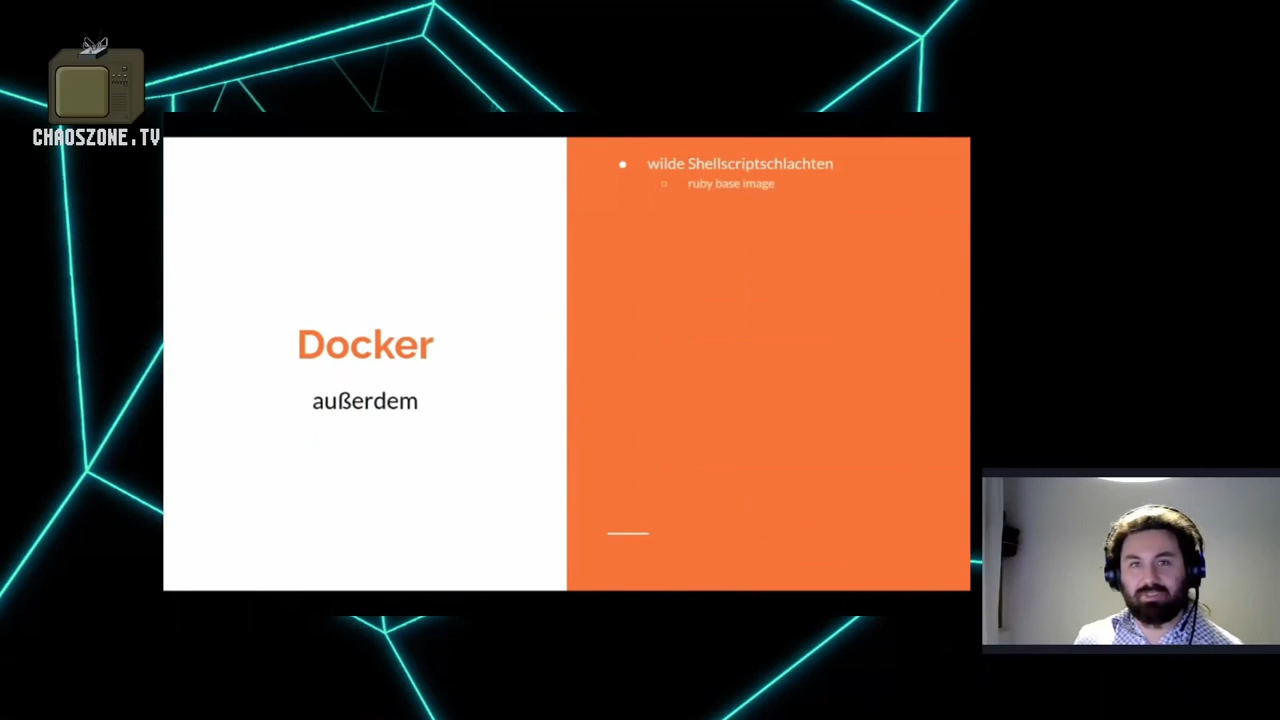 CHAOSZONE.TV
Docker
außerdem
wilde Shellscriptschlachten
ruby base image